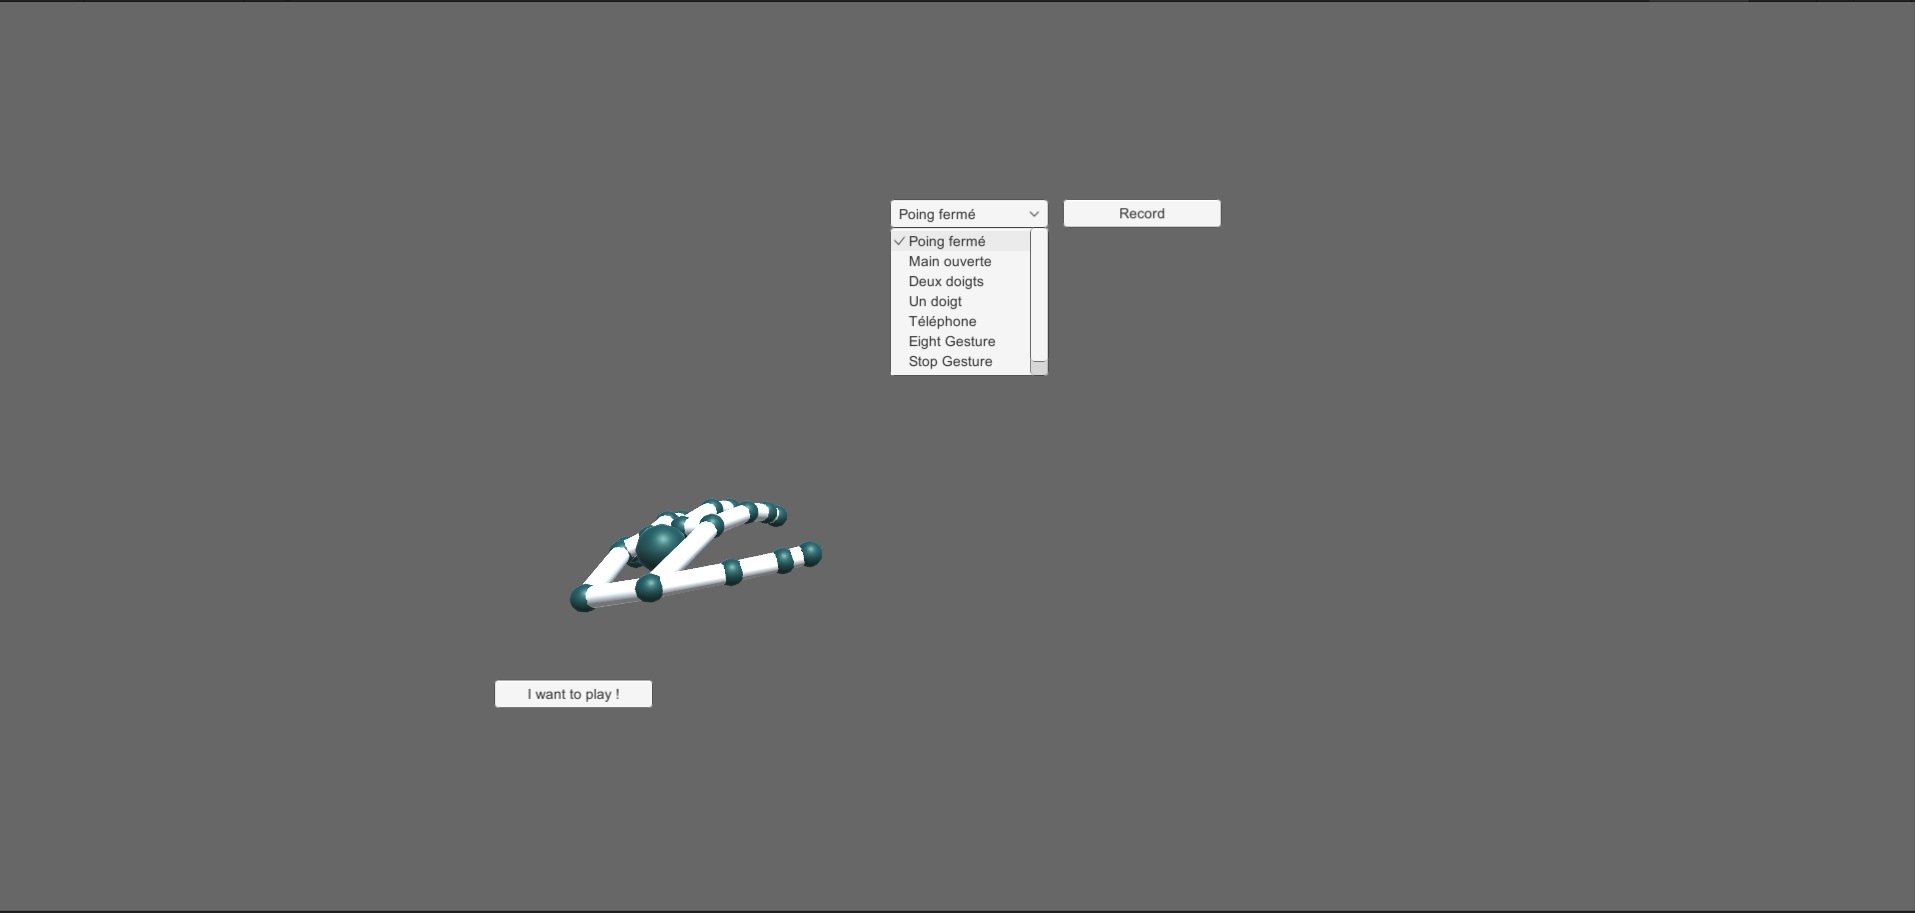 Poing fermé
Record
Poing fermé
Main ouverte
Deux doigts
Un doigt
Téléphone
Eight Gesture
Stop Gesture
I want to play !